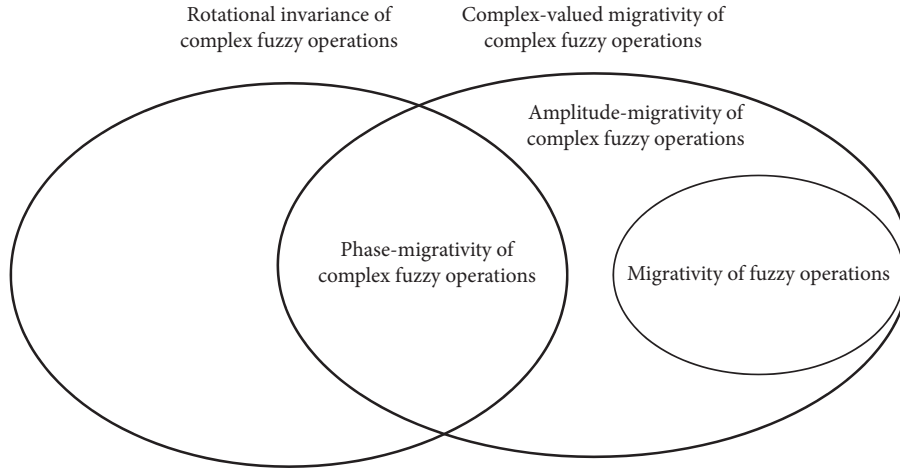 Rotational invariance of
complex fuzzy operations
Complex-valued migrativity of
complex fuzzy operations
Amplitude-migrativity of
complex fuzzy operations
Phase-migrativity of
complex fuzzy operations
Migrativity of fuzzy operations